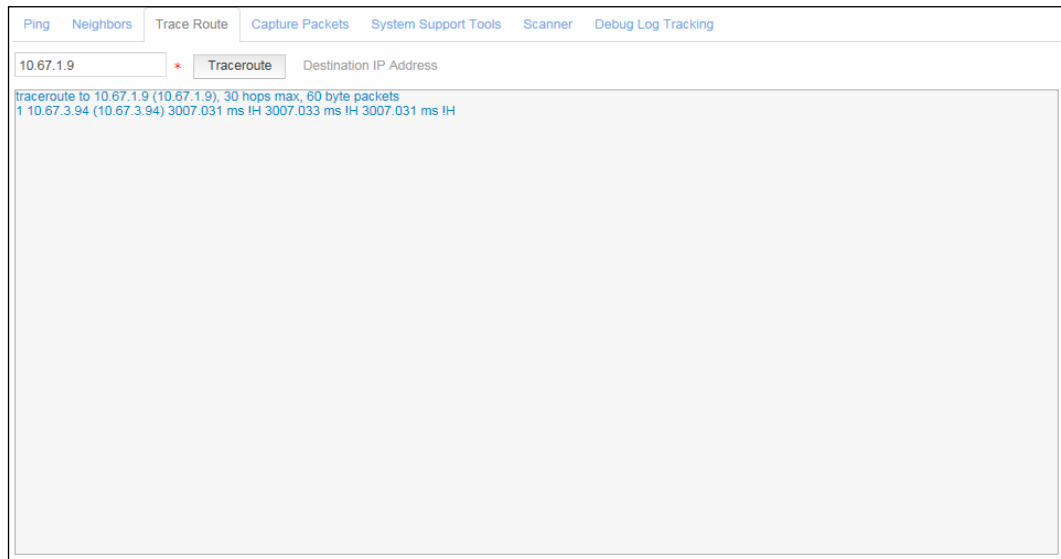 Ping Neighbors Trace Route Capture Packets System Support Tools Scanner Debug Log Tracking
10.67.1.9 * Traceroute Destination IP Address
traceroute to 10.67.1.9 (10.67.1.9), 30 hops max, 60 byte packets
1 10.67.3.94 (10.67.3.94) 3007.031 ms !H 3007.033 ms !H 3007.031 ms !H